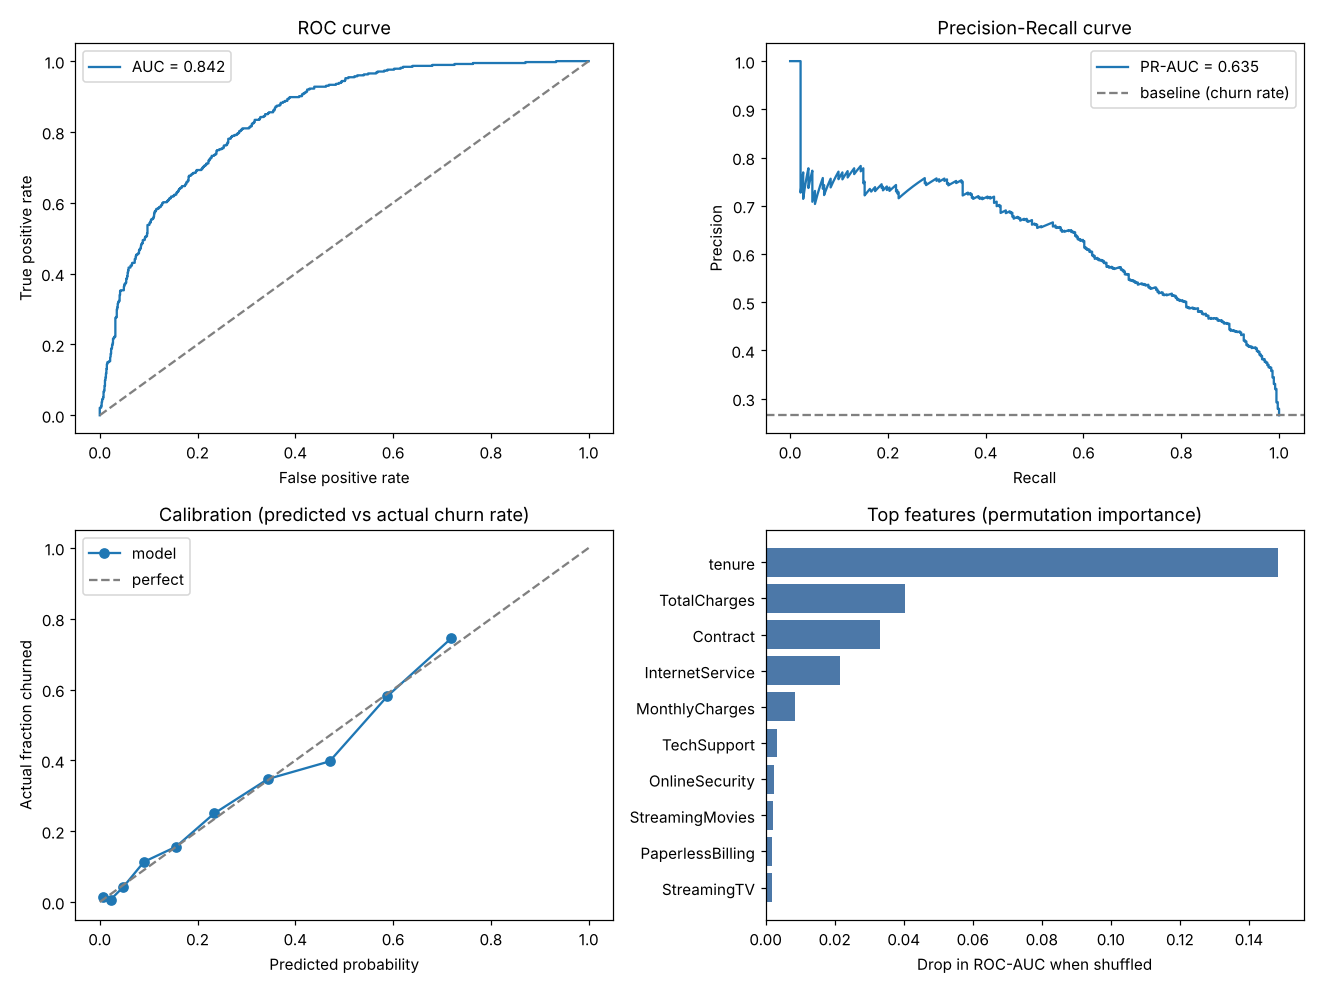 ROC curve
AUC = 0.842
1.0
0.8
0.6
0.4
0.2
0.0
True positive rate
0.0 0.2 0.4 0.6 0.8 1.0
False positive rate
Precision-Recall curve
PR-AUC = 0.635
baseline (churn rate)
1.0
0.9
0.8
0.7
0.6
0.5
0.4
0.3
Precision
0.0 0.2 0.4 0.6 0.8 1.0
Recall
Calibration (predicted vs actual churn rate)
model
perfect
1.0
0.8
0.6
0.4
0.2
0.0
Actual fraction churned
0.0 0.2 0.4 0.6 0.8 1.0
Predicted probability
Top features (permutation importance)
tenure
TotalCharges
Contract
InternetService
MonthlyCharges
TechSupport
OnlineSecurity
StreamingMovies
PaperlessBilling
StreamingTV
0.00 0.02 0.04 0.06 0.08 0.10 0.12 0.14
Drop in ROC-AUC when shuffled